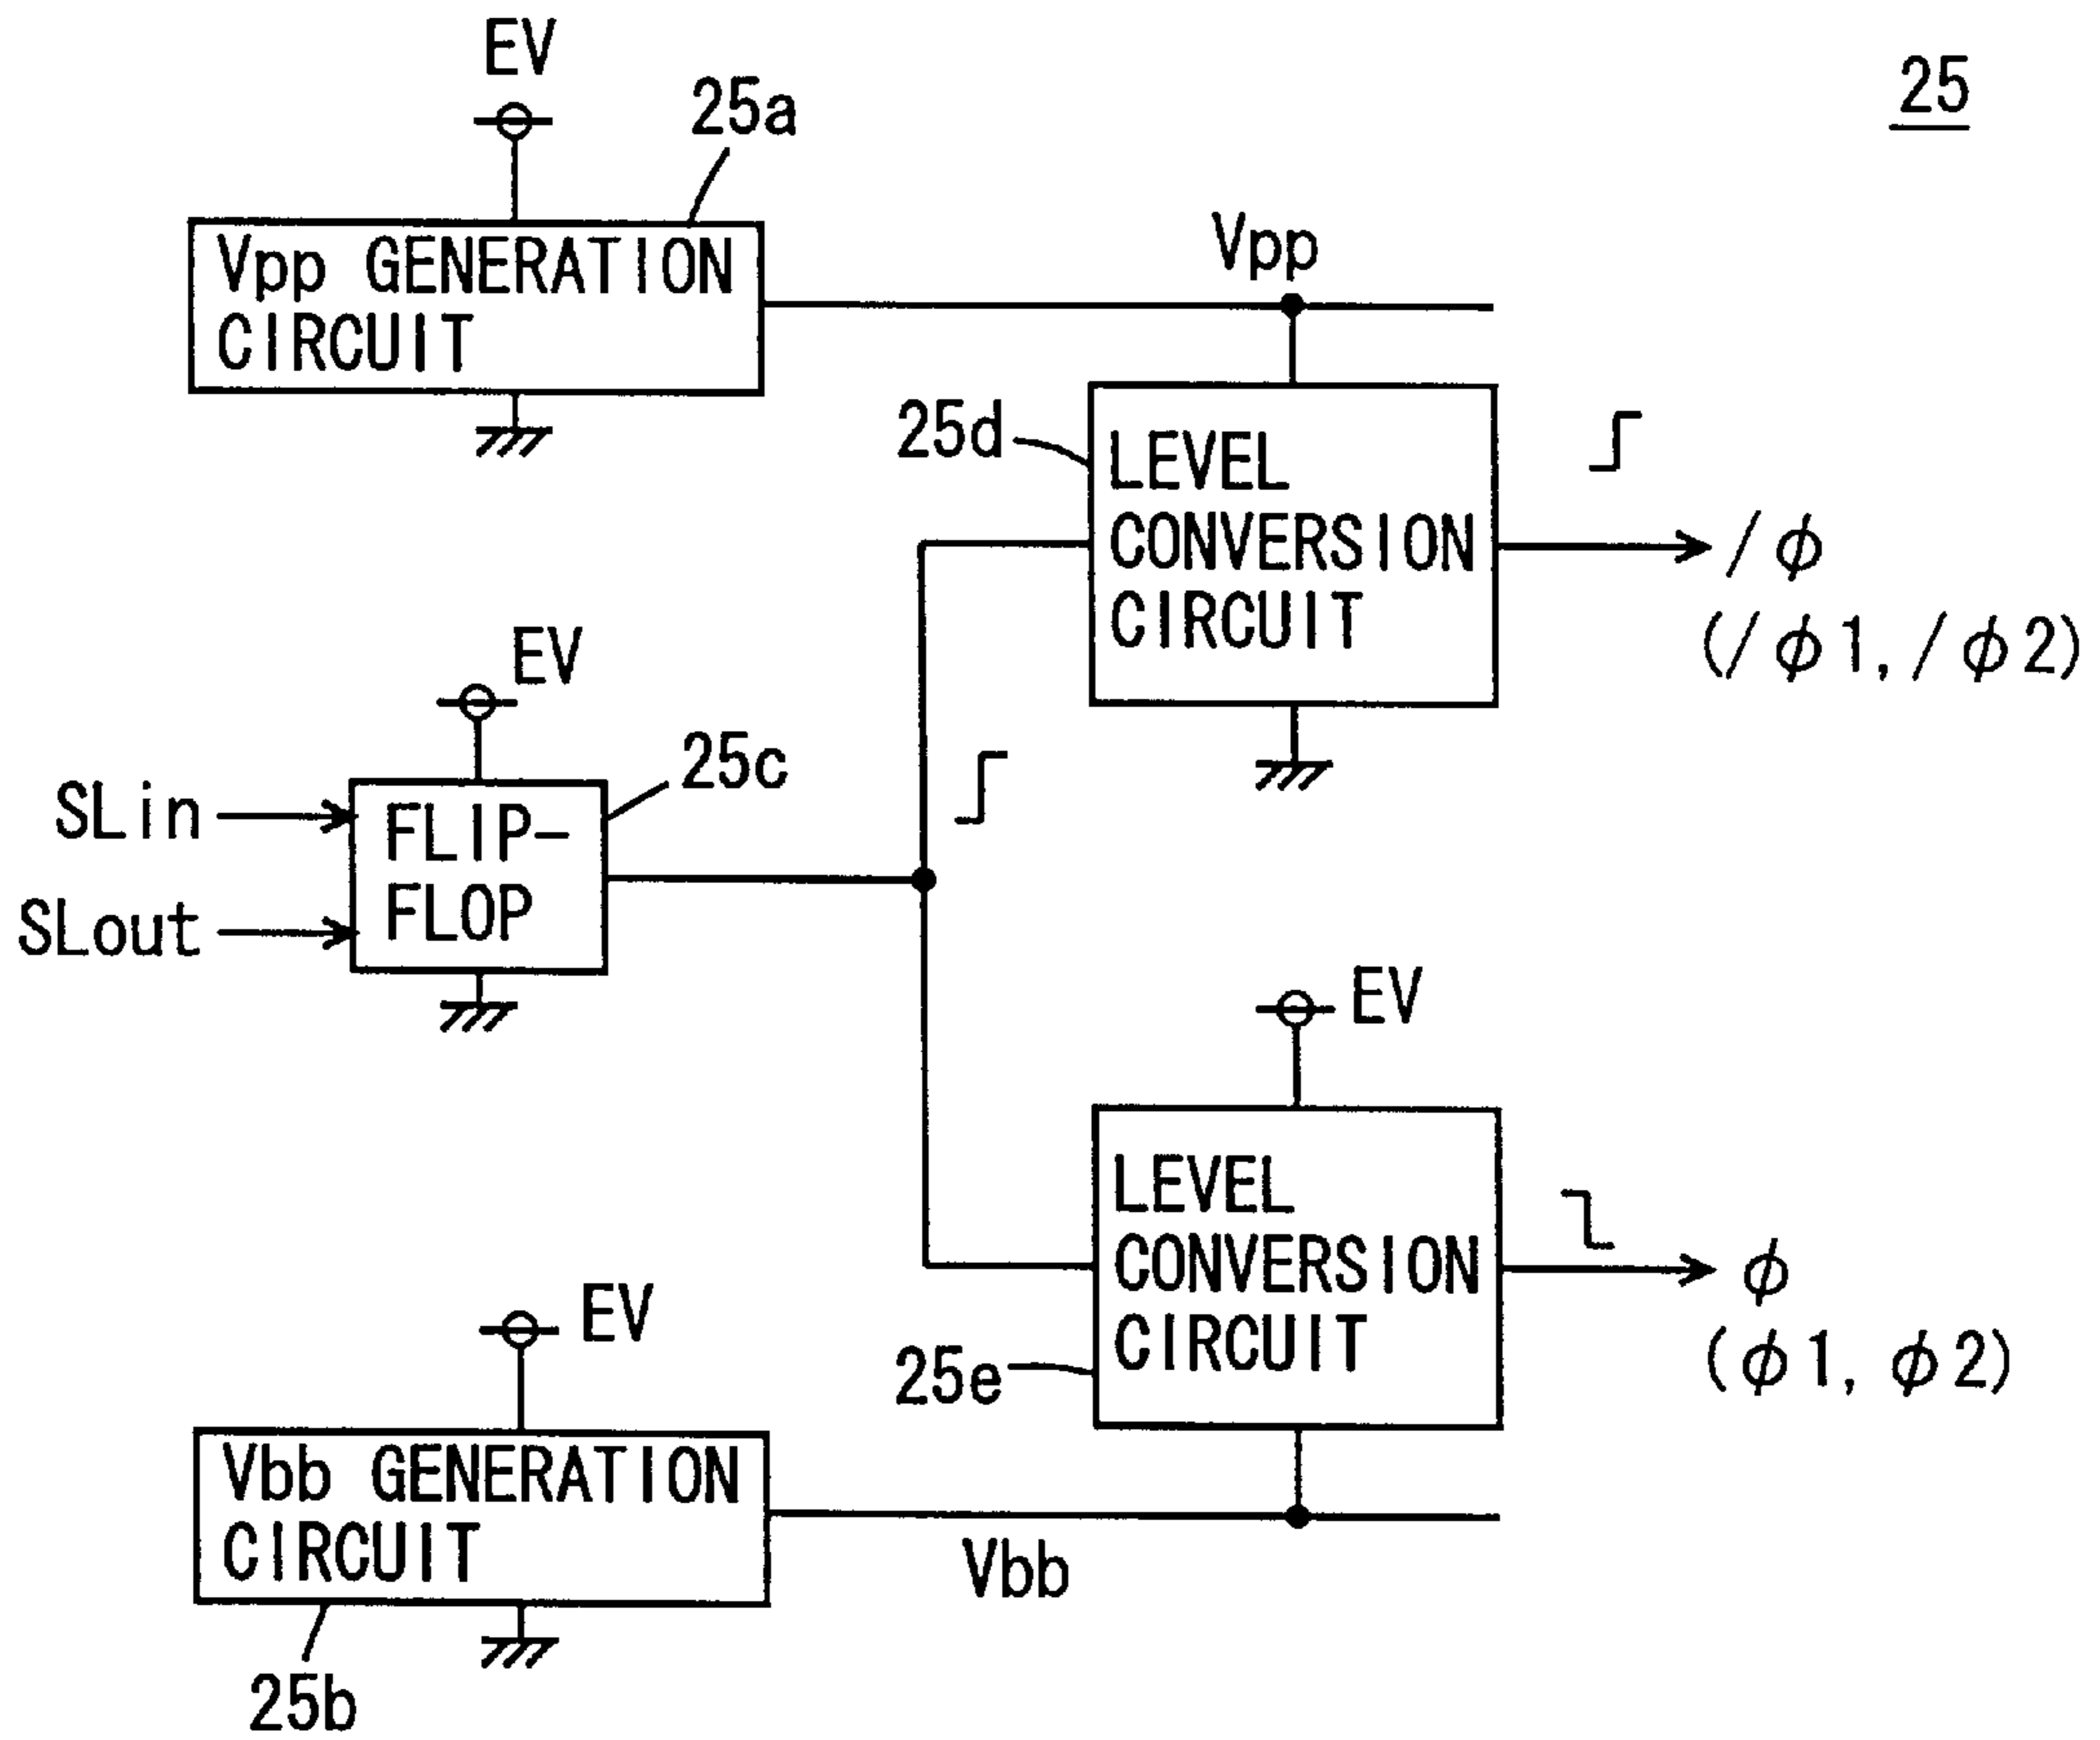 EV
25a
25
Vpp GENERATION
CIRCUIT
Vpp
25d
LEVEL
CONVERSION
CIRCUIT
/φ
(/φ1, /φ2)
EV
25c
SLin
SLout
FLIP-
FLOP
EV
LEVEL
CONVERSION
CIRCUIT
25e
φ
(φ1, φ2)
EV
Vbb GENERATION
CIRCUIT
Vbb
25b